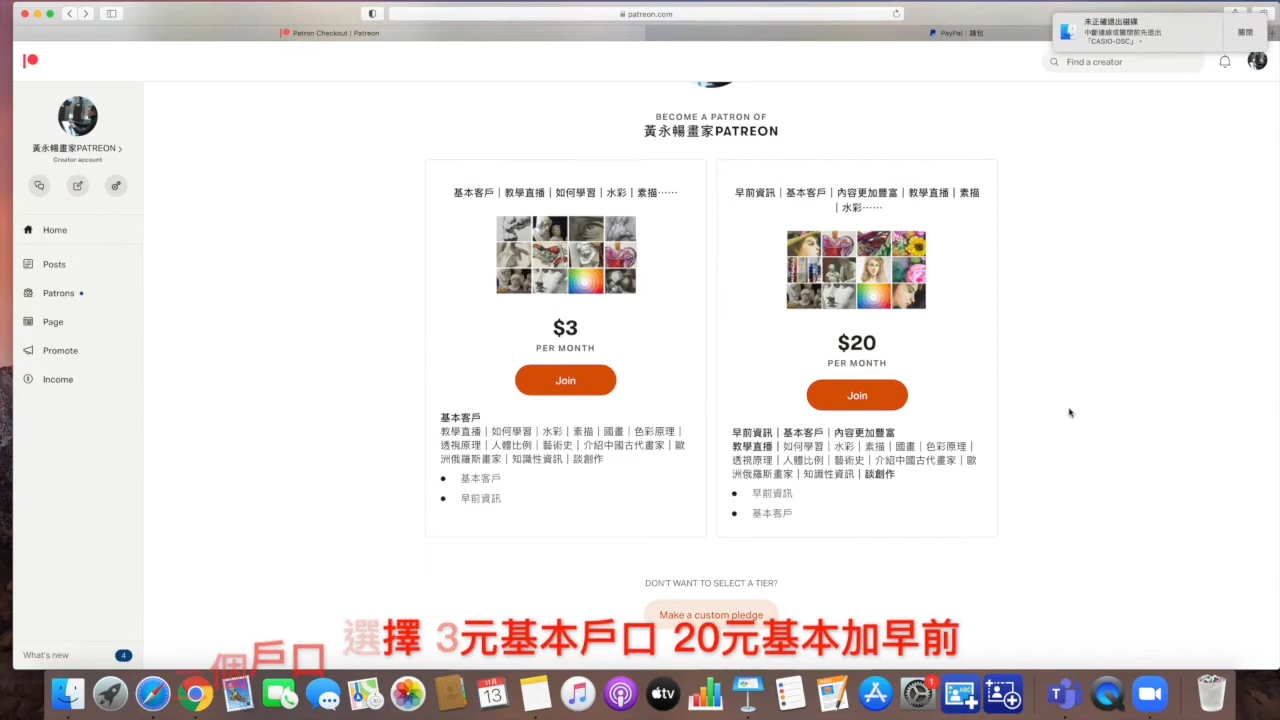 patreon.com
Patron Checkout | Patreon
PayPal
未正確退出磁碟
中斷連線或關閉前先退出
「CASIO-DSC」。
關閉
Find a creator
黃永暢畫家PATREON
Creator account
Home
Posts
Patrons
Page
Promote
Income
What's new
4
BECOME A PATRON OF
黃永暢畫家PATREON
基本客戶｜教學直播｜如何學習｜水彩｜素描⋯⋯
$3
PER MONTH
Join
基本客戶
教學直播｜如何學習｜水彩｜素描｜國畫｜色彩原理｜
透視原理｜人體比例｜藝術史｜介紹中國古代畫家｜歐
洲俄羅斯畫家｜知識性資訊｜談創作
基本客戶
早前資訊
早前資訊｜基本客戶｜內容更加豐富｜教學直播｜素描
｜水彩⋯⋯
$20
PER MONTH
Join
早前資訊｜基本客戶｜內容更加豐富
教學直播｜如何學習｜水彩｜素描｜國畫｜色彩原理｜
透視原理｜人體比例｜藝術史｜介紹中國古代畫家｜歐
洲俄羅斯畫家｜知識性資訊｜談創作
早前資訊
基本客戶
DON'T WANT TO SELECT A TIER?
Make a custom pledge
個戶口 選擇 3元基本戶口 20元基本加早前
11月
13
tv
1